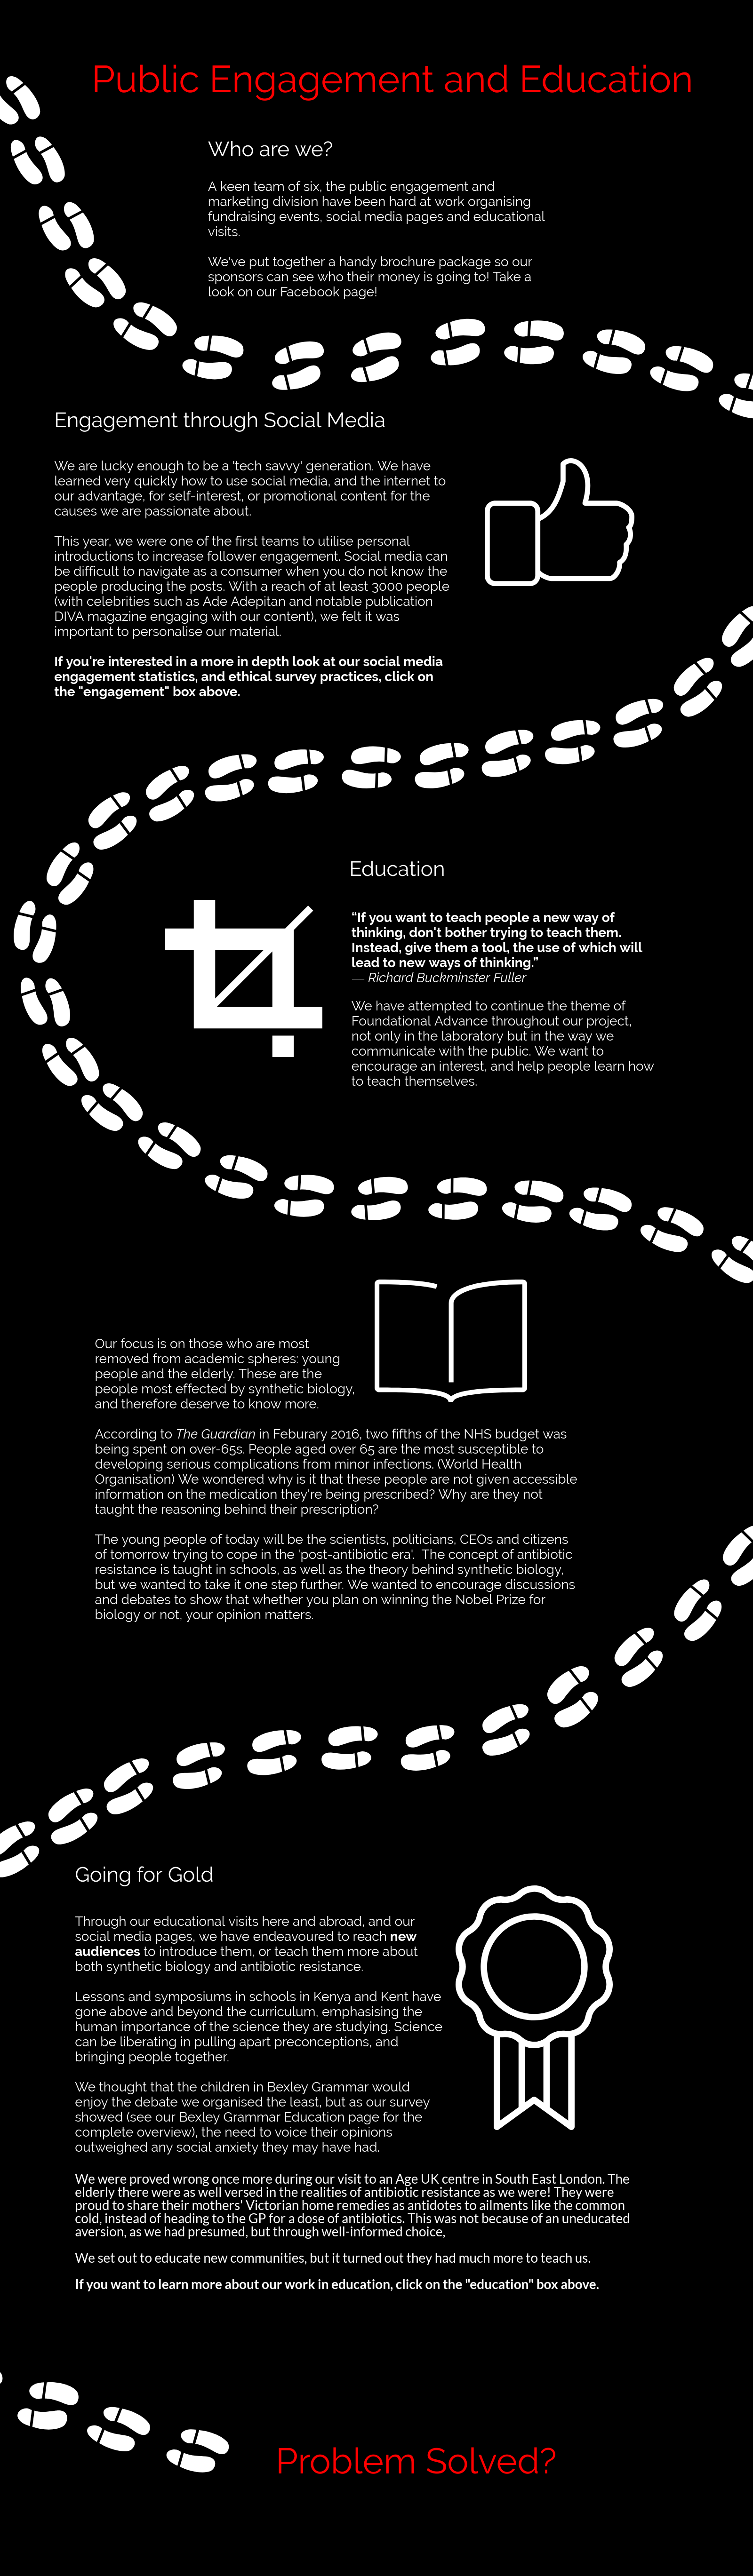 Public Engagement and Education
Who are we?
A keen team of six, the public engagement and
marketing division have been hard at work organising
fundraising events, social media pages and educational
visits.
We've put together a handy brochure package so our
sponsors can see who their money is going to! Take a
look on our Facebook page!
Engagement through Social Media
We are lucky enough to be a 'tech savvy' generation. We have
learned very quickly how to use social media, and the internet to
our advantage, for self-interest, or promotional content for the
causes we are passionate about.
This year, we were one of the first teams to utilise personal
introductions to increase follower engagement. Social media can
be difficult to navigate as a consumer when you do not know the
people producing the posts. With a reach of at least 3000 people
(with celebrities such as Ade Adepitan and notable publication
DIVA magazine engaging with our content), we felt it was
important to personalise our material.
If you're interested in a more in depth look at our social media
engagement statistics, and ethical survey practices, click on
the "engagement" box above.
Education
“If you want to teach people a new way of
thinking, don't bother trying to teach them.
Instead, give them a tool, the use of which will
lead to new ways of thinking.”
— Richard Buckminster Fuller
We have attempted to continue the theme of
Foundational Advance throughout our project,
not only in the laboratory but in the way we
communicate with the public. We want to
encourage an interest, and help people learn how
to teach themselves.
Our focus is on those who are most
removed from academic spheres: young
people and the elderly. These are the
people most effected by synthetic biology,
and therefore deserve to know more.
According to The Guardian in Feburary 2016, two fifths of the NHS budget was
being spent on over-65s. People aged over 65 are the most susceptible to
developing serious complications from minor infections. (World Health
Organisation) We wondered why is it that these people are not given accessible
information on the medication they're being prescribed? Why are they not
taught the reasoning behind their prescription?
The young people of today will be the scientists, politicians, CEOs and citizens
of tomorrow trying to cope in the 'post-antibiotic era'. The concept of antibiotic
resistance is taught in schools, as well as the theory behind synthetic biology,
but we wanted to take it one step further. We wanted to encourage discussions
and debates to show that whether you plan on winning the Nobel Prize for
biology or not, your opinion matters.
Going for Gold
Through our educational visits here and abroad, and our
social media pages, we have endeavoured to reach new
audiences to introduce them, or teach them more about
both synthetic biology and antibiotic resistance.
Lessons and symposiums in schools in Kenya and Kent have
gone above and beyond the curriculum, emphasising the
human importance of the science they are studying. Science
can be liberating in pulling apart preconceptions, and
bringing people together.
We thought that the children in Bexley Grammar would
enjoy the debate we organised the least, but as our survey
showed (see our Bexley Grammar Education page for the
complete overview), the need to voice their opinions
outweighed any social anxiety they may have had.
We were proved wrong once more during our visit to an Age UK centre in South East London. The
elderly there were as well versed in the realities of antibiotic resistance as we were! They were
proud to share their mothers' Victorian home remedies as antidotes to ailments like the common
cold, instead of heading to the GP for a dose of antibiotics. This was not because of an uneducated
aversion, as we had presumed, but through well-informed choice,
We set out to educate new communities, but it turned out they had much more to teach us.
If you want to learn more about our work in education, click on the "education" box above.
Problem Solved?